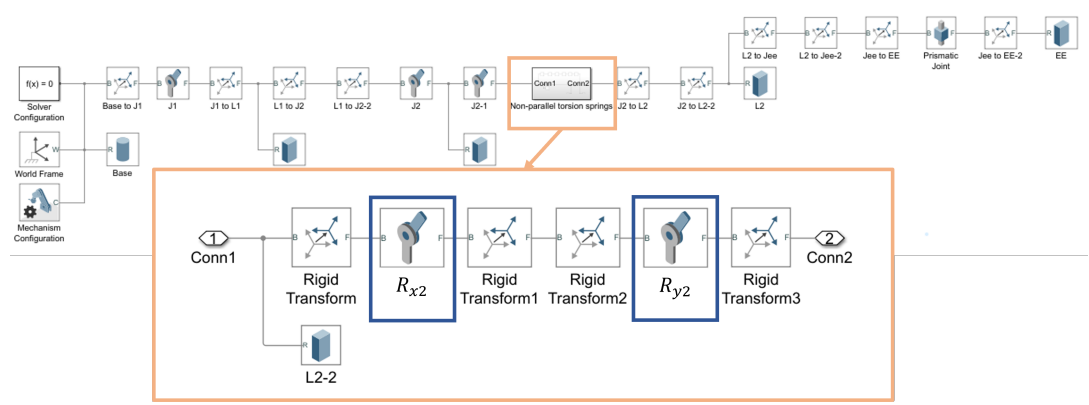 B F
L2 to Jee
B F
L2 to Jee-2
B F
Jee to EE
B F
Prismatic
Joint
B F
Jee to EE-2
R
EE
f(x) = 0
Solver
Configuration
B F
Base to J1
B F
J1
B F
J1 to L1
B F
L1 to J2
B F
L1 to J2-2
B F
J2
B F
J2-1
Conn1 Conn2
Non-parallel torsion springs
B F
J2 to L2
B F
J2 to L2-2
R
L2
W
World Frame
R
Base
R
R
C
Mechanism
Configuration
1
Conn1
B F
Rigid
Transform
B F
Rx2
B F
Rigid
Transform1
B F
Rigid
Transform2
B F
Ry2
B F
Rigid
Transform3
2
Conn2
R
L2-2